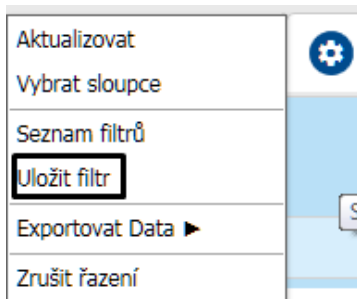 Aktualizovat
Vybrat sloupce
Seznam filtrů
Uložit filtr
Exportovat Data ►
Zrušit řazení
S